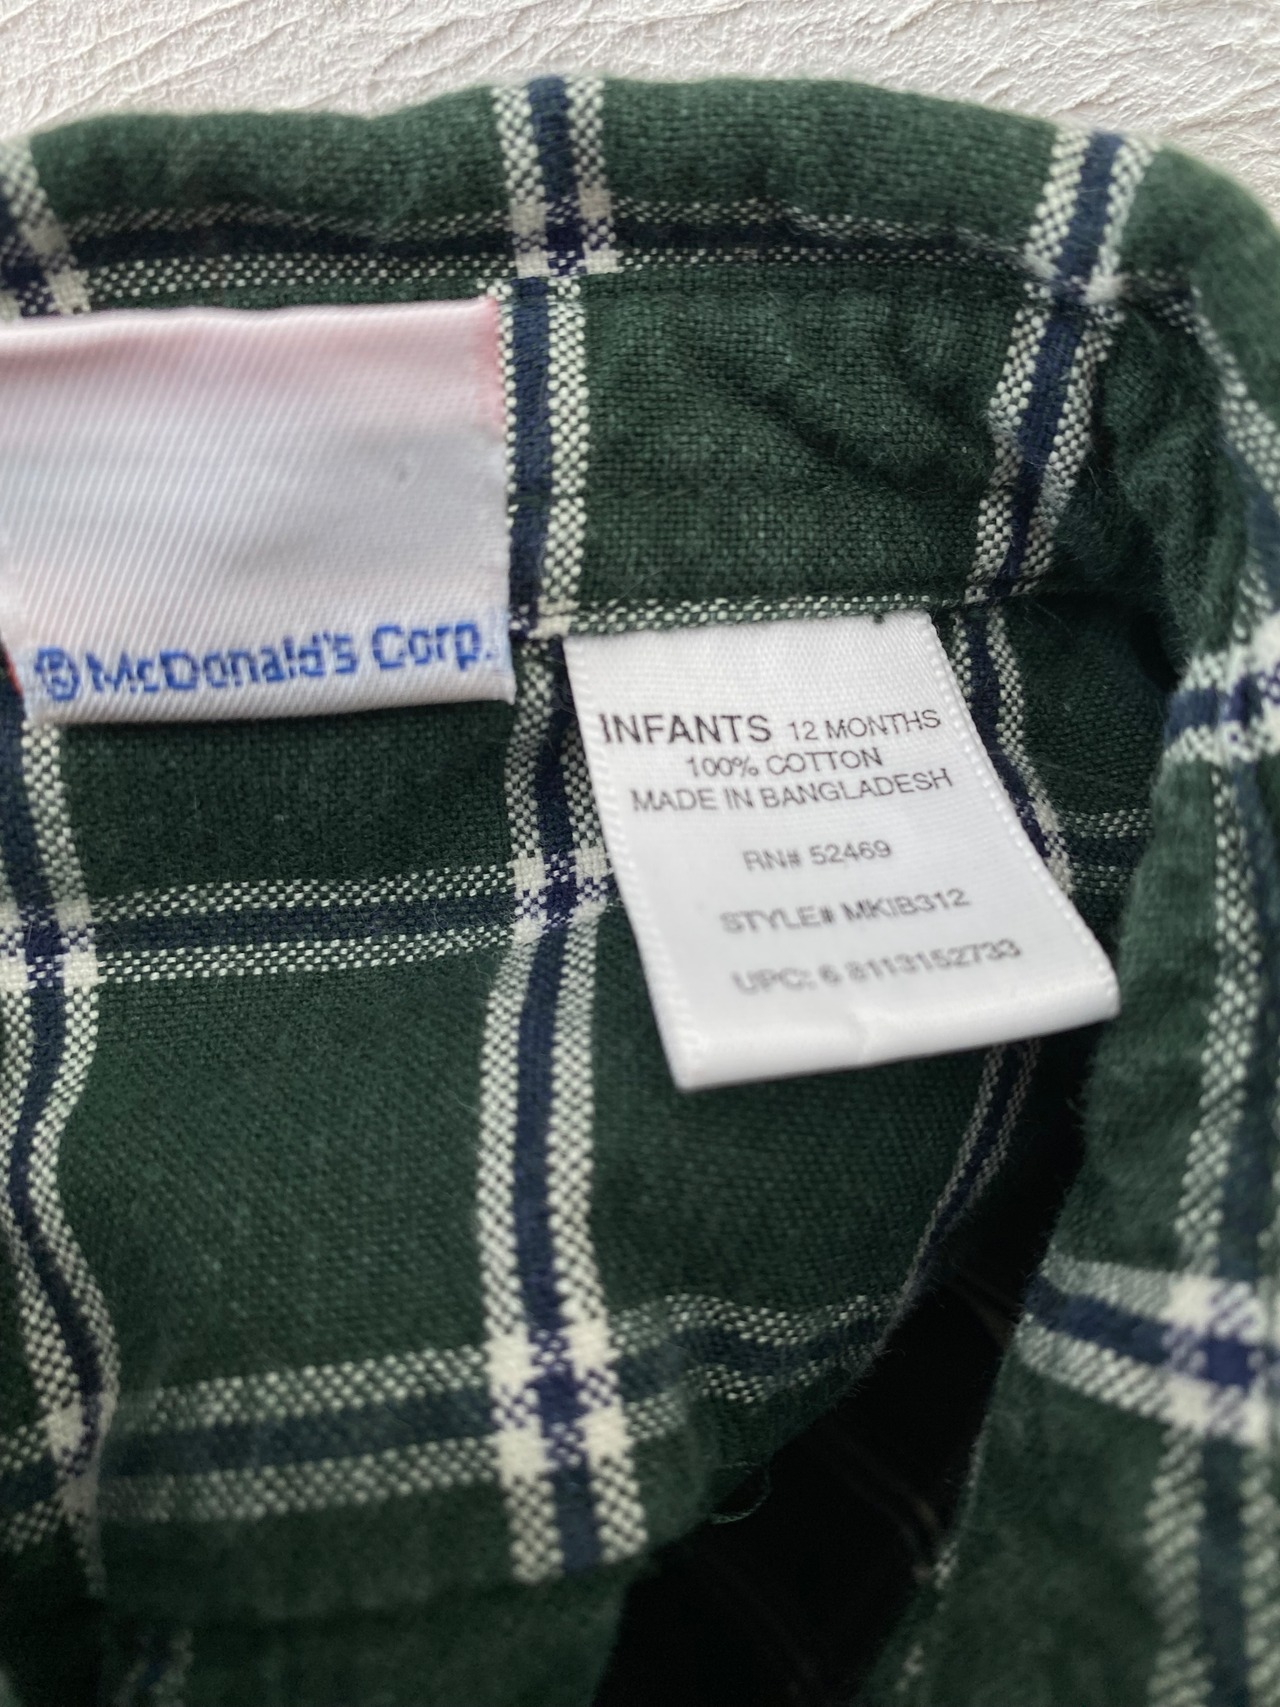 ® McDonald's Corp.
INFANTS 12 MONTHS
100% COTTON
MADE IN BANGLADESH
RN# 52469
STYLE# MKIB312
UPC: 6 8113152733